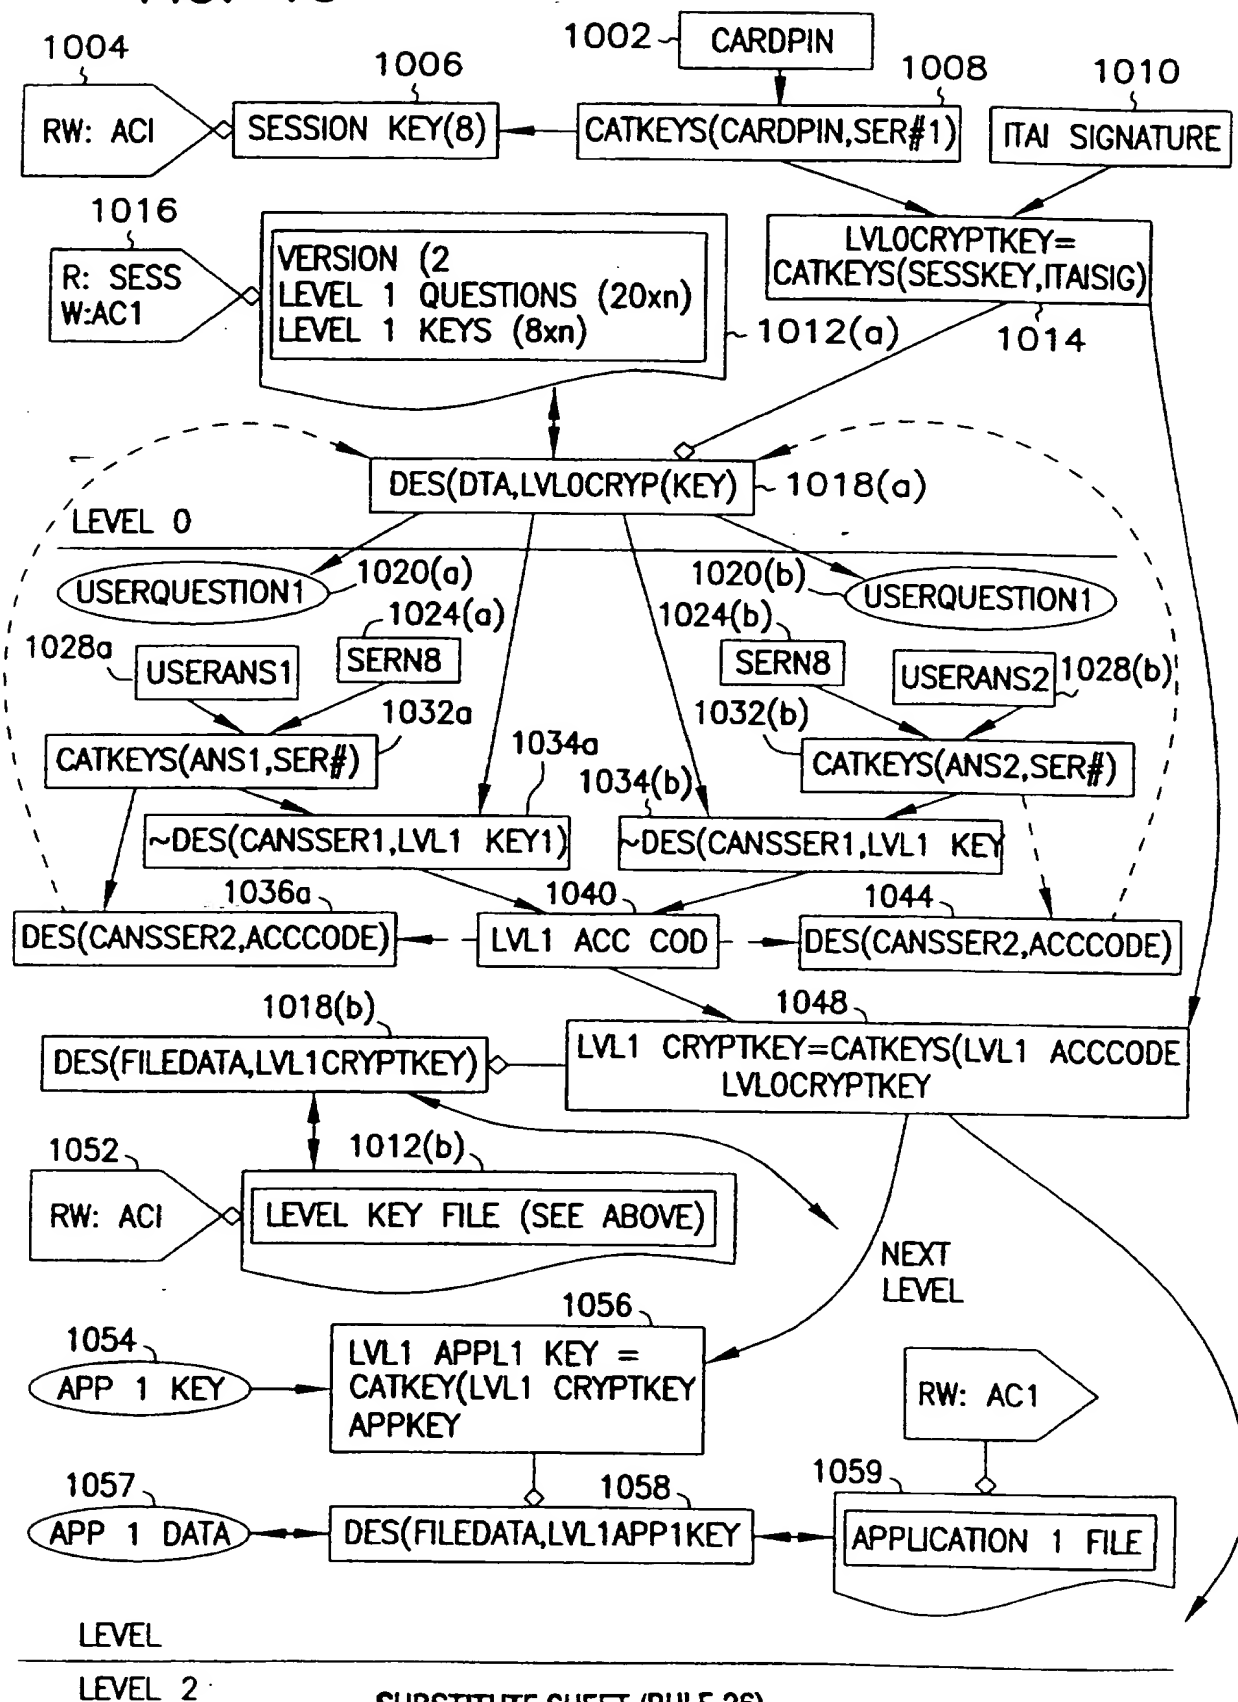 1004
1006
1002
CARDPIN
1008
1010
RW: ACI
SESSION KEY(8)
CATKEYS(CARDPIN,SER#1)
ITAI SIGNATURE
1016
R: SESS
W:AC1
VERSION (2
LEVEL 1 QUESTIONS (20xn)
LEVEL 1 KEYS (8xn)
1012(a)
LVLOCRYPTKEY=
CATKEYS(SESSKEY,ITAISIG)
1014
DES(DTA,LVLOCRYP(KEY)
1018(a)
LEVEL 0
USERQUESTION1
1020(a)
1020(b)
USERQUESTION1
1024(a)
1024(b)
1028a
USERANS1
SERN8
SERN8
USERANS2
1028(b)
1032a
1032(b)
CATKEYS(ANS1,SER#)
CATKEYS(ANS2,SER#)
1034a
1034(b)
~DES(CANSSER1,LVL1 KEY1)
~DES(CANSSER1,LVL1 KEY
1036a
1040
1044
DES(CANSSER2,ACCCODE)
LVL1 ACC COD
DES(CANSSER2,ACCCODE)
1018(b)
1048
DES(FILEDATA,LVL1CRYPTKEY)
LVL1 CRYPTKEY=CATKEYS(LVL1 ACCCODE
LVLOCRYPTKEY
1052
1012(b)
RW: ACI
LEVEL KEY FILE (SEE ABOVE)
NEXT
LEVEL
1056
1054
APP 1 KEY
LVL1 APPL1 KEY =
CATKEY(LVL1 CRYPTKEY
APPKEY
RW: AC1
1057
1058
1059
APP 1 DATA
DES(FILEDATA,LVL1APP1KEY
APPLICATION 1 FILE
LEVEL
LEVEL 2
SUBSTITUTE SHEET (RULE 26)